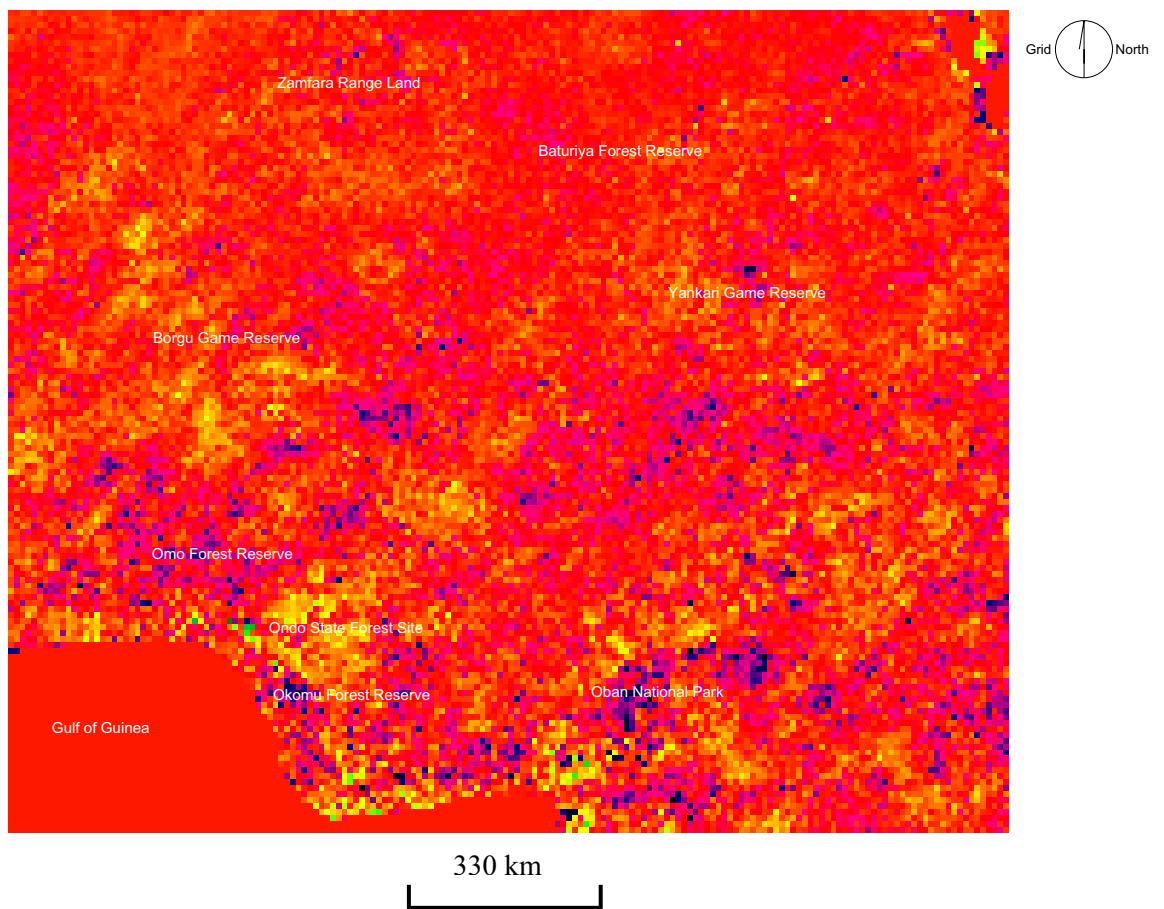 Grid North
Zamfara Range Land
Baturiya Forest Reserve
Yankari Game Reserve
Borgu Game Reserve
Omo Forest Reserve
Ondo State Forest Site
Okomu Forest Reserve
Oban National Park
Gulf of Guinea
330 km